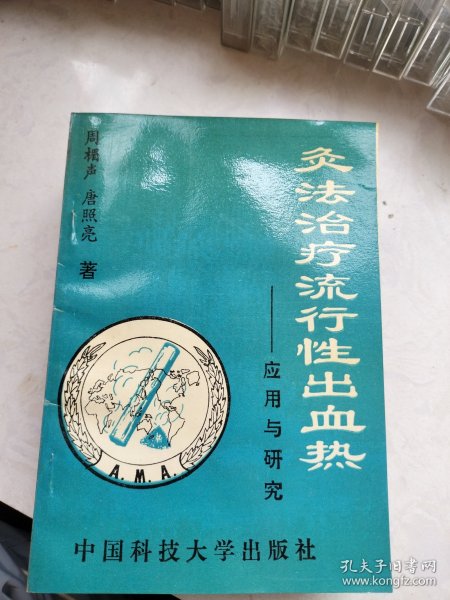 灸法治疗流行性出血热
——应用与研究
周楣声 唐照亮 著
A.M.A.
中国科技大学出版社
孔夫子旧书网
www.kongfz.com